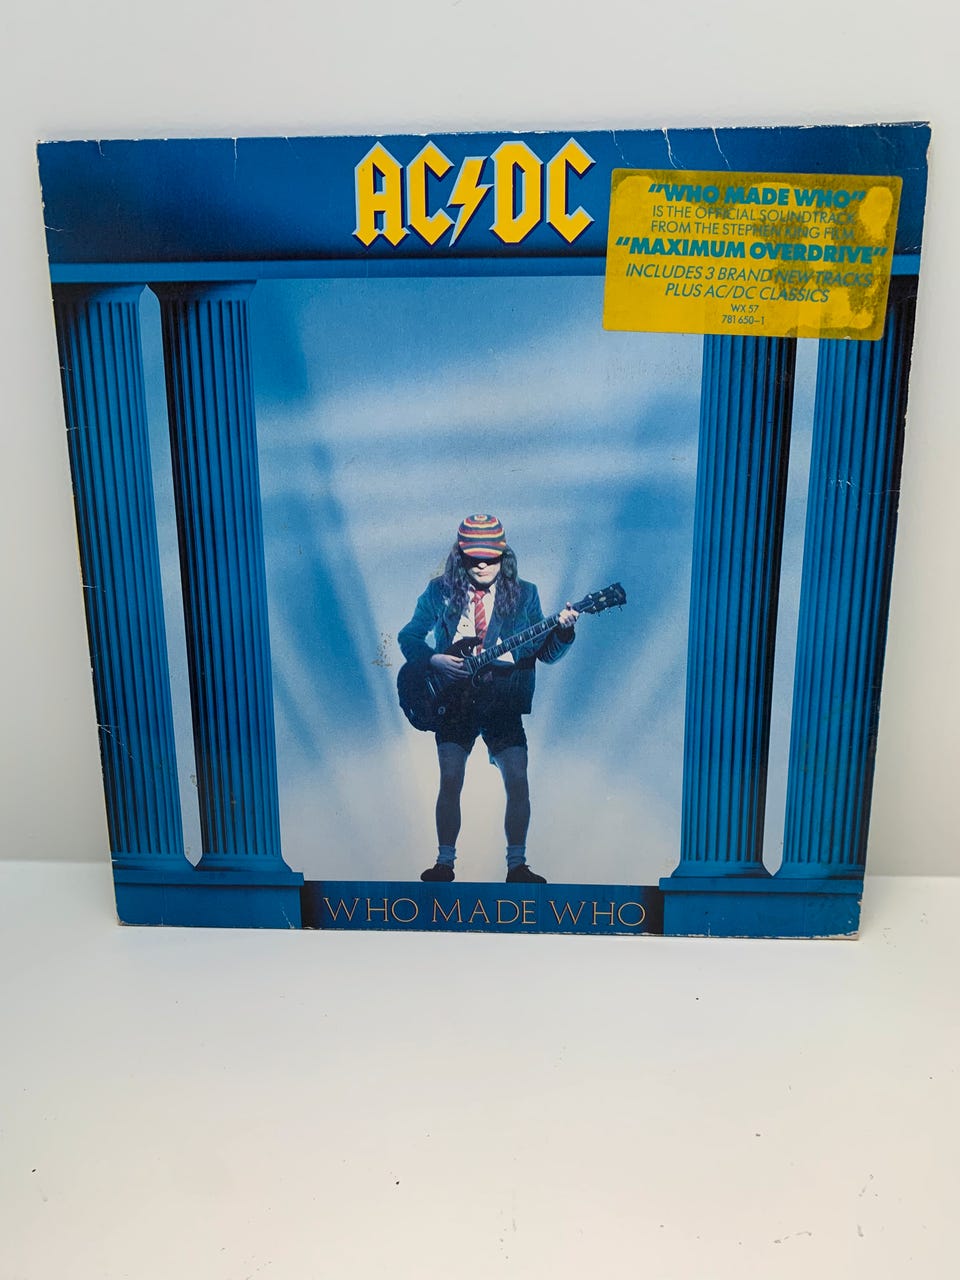 AC⚡DC
"WHO MADE WHO"
IS THE OFFICIAL SOUNDTRACK
FROM THE STEPHEN KING FILM
"MAXIMUM OVERDRIVE"
INCLUDES 3 BRAND NEW TRACKS
PLUS AC/DC CLASSICS
WX 57
781 650-1
WHO MADE WHO